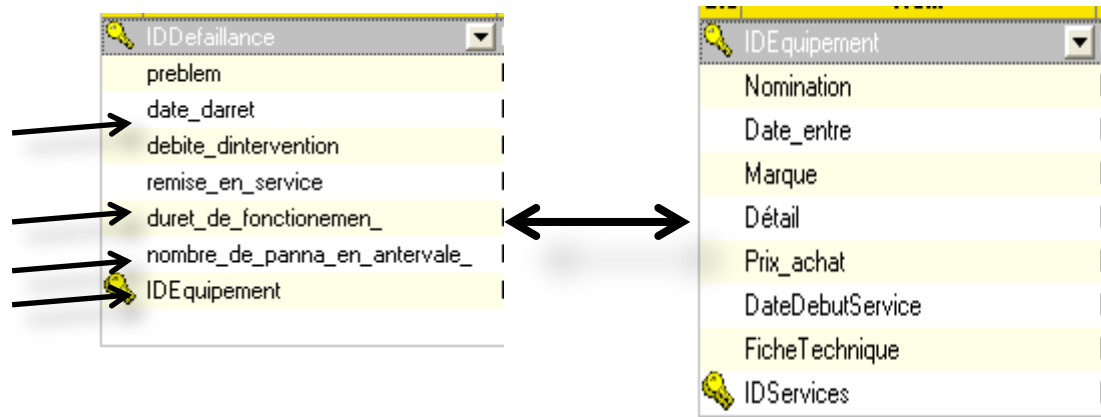 IDDefaillance
preblem
date_darret
debite_dintervention
remise_en_service
duret_de_fonctionemen_
nombre_de_panna_en_antervale_
IDEquipement
IDEquipement
Nomination
Date_entre
Marque
Détail
Prix_achat
DateDebutService
FicheTechnique
IDServices